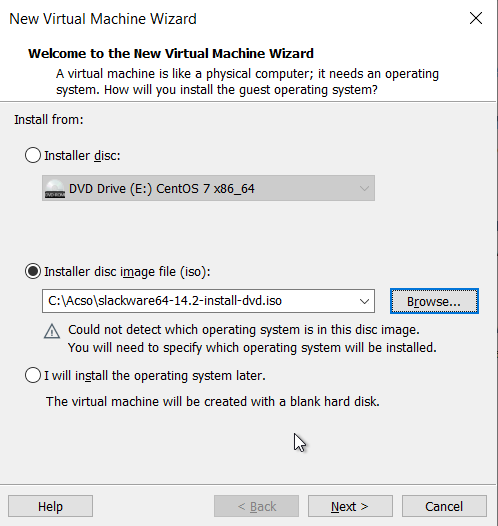 New Virtual Machine Wizard
Welcome to the New Virtual Machine Wizard
A virtual machine is like a physical computer; it needs an operating
system. How will you install the guest operating system?
Install from:
Installer disc:
DVD Drive (E:) CentOS 7 x86_64
Installer disc image file (iso):
C:\Acso\slackware64-14.2-install-dvd.iso
Browse...
Could not detect which operating system is in this disc image.
You will need to specify which operating system will be installed.
I will install the operating system later.
The virtual machine will be created with a blank hard disk.
Help
< Back
Next >
Cancel